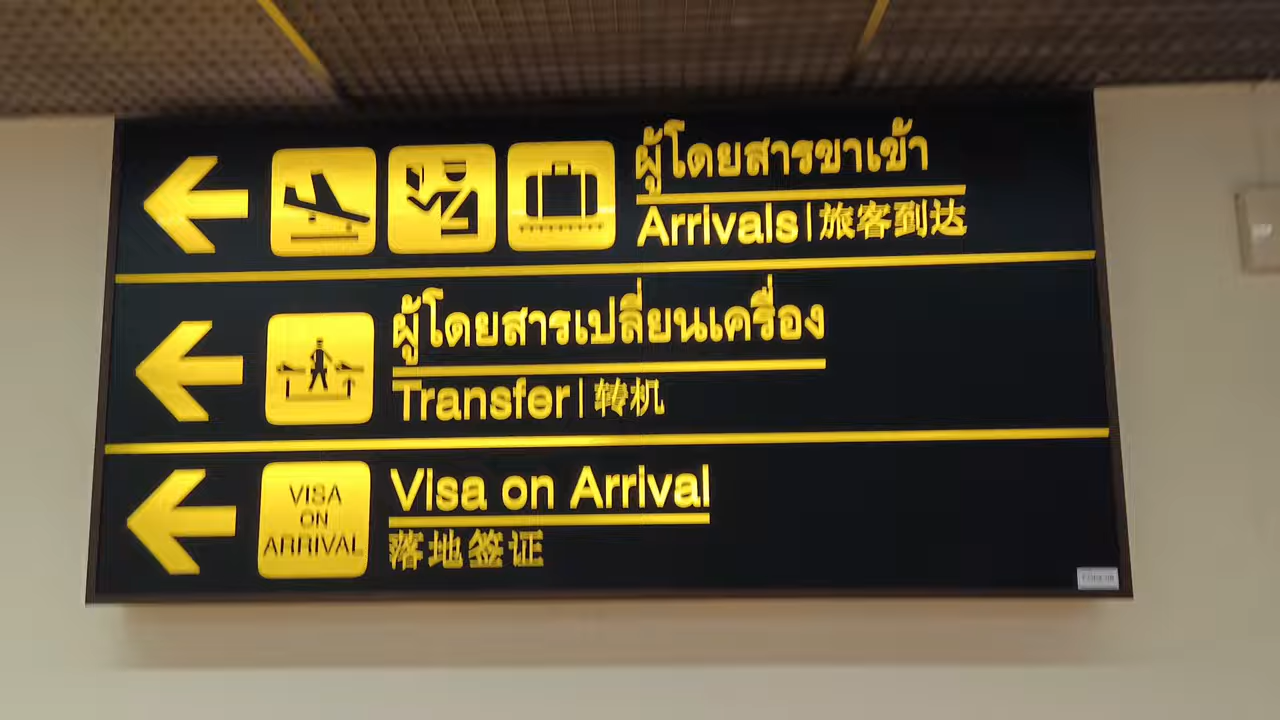 ผู้โดยสารขาเข้า
Arrivals | 旅客到达
ผู้โดยสารเปลี่ยนเครื่อง
Transfer | 转机
VISA
ON
ARRIVAL
Visa on Arrival
落地签证